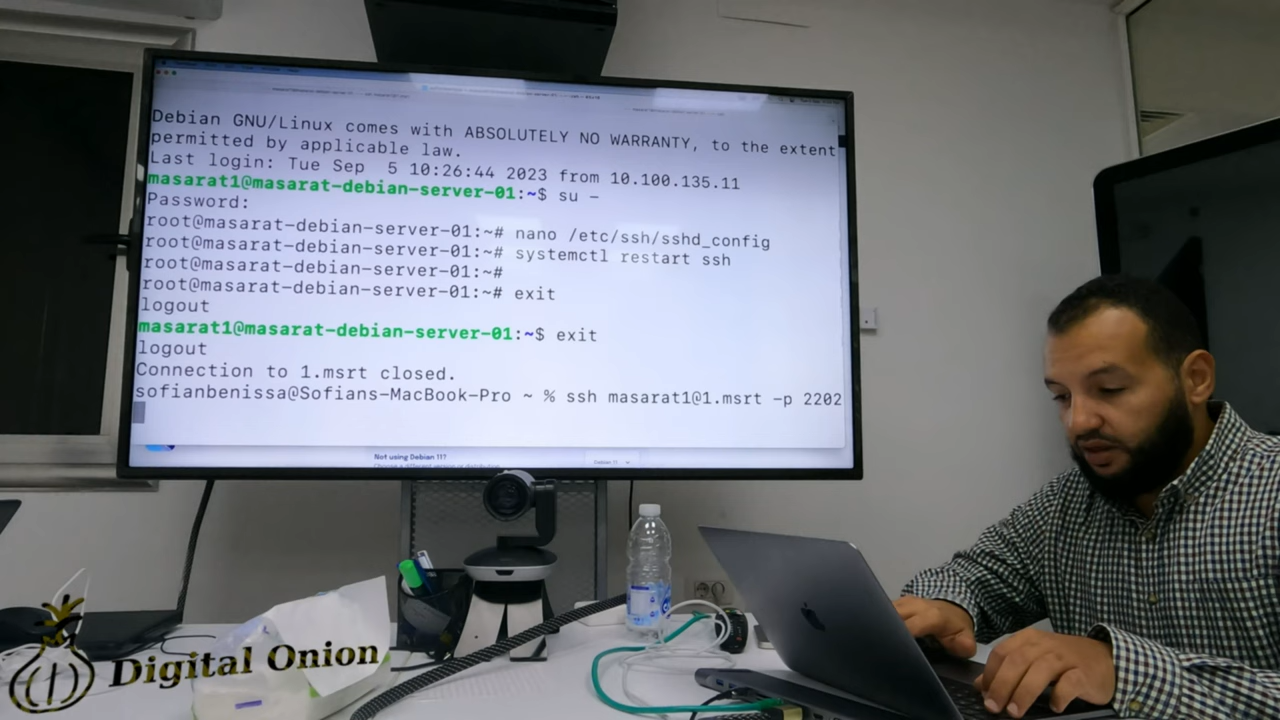 Debian GNU/Linux comes with ABSOLUTELY NO WARRANTY, to the extent
permitted by applicable law.
Last login: Tue Sep  5 10:26:44 2023 from 10.100.135.11
masarat1@masarat-debian-server-01:~$ su -
Password:
root@masarat-debian-server-01:~# nano /etc/ssh/sshd_config
root@masarat-debian-server-01:~# systemctl restart ssh
root@masarat-debian-server-01:~#
root@masarat-debian-server-01:~# exit
logout
masarat1@masarat-debian-server-01:~$ exit
logout
Connection to 1.msrt closed.
sofianbenissa@Sofians-MacBook-Pro ~ % ssh masarat1@1.msrt -p 2202
Not using Debian 11?
Debian 11
Digital Onion